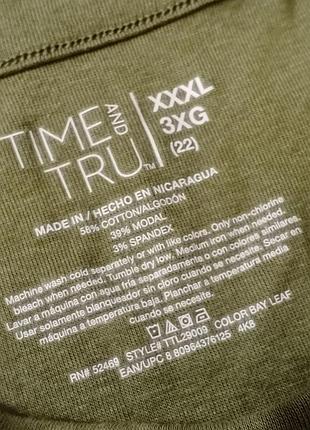 TIME AND
TRU™
XXXL
3XG
(22)
MADE IN / HECHO EN NICARAGUA
58% COTTON/ALGODÓN
39% MODAL
3% SPANDEX
Machine wash cold separately or with like colors. Only non-chlorine
bleach when needed. Tumble dry low. Medium iron when needed.
Lavar a máquina con agua fría separadamente o con colores similares.
Usar solamente blanqueador sin cloro cuando se necesite. Secar en
máquina a temperatura baja. Planchar a temperatura media
cuando se necesite.
RN# 52469 STYLE# TTL29009 COLOR BAY LEAF
EAN/UPC 8 80964376125 4KB